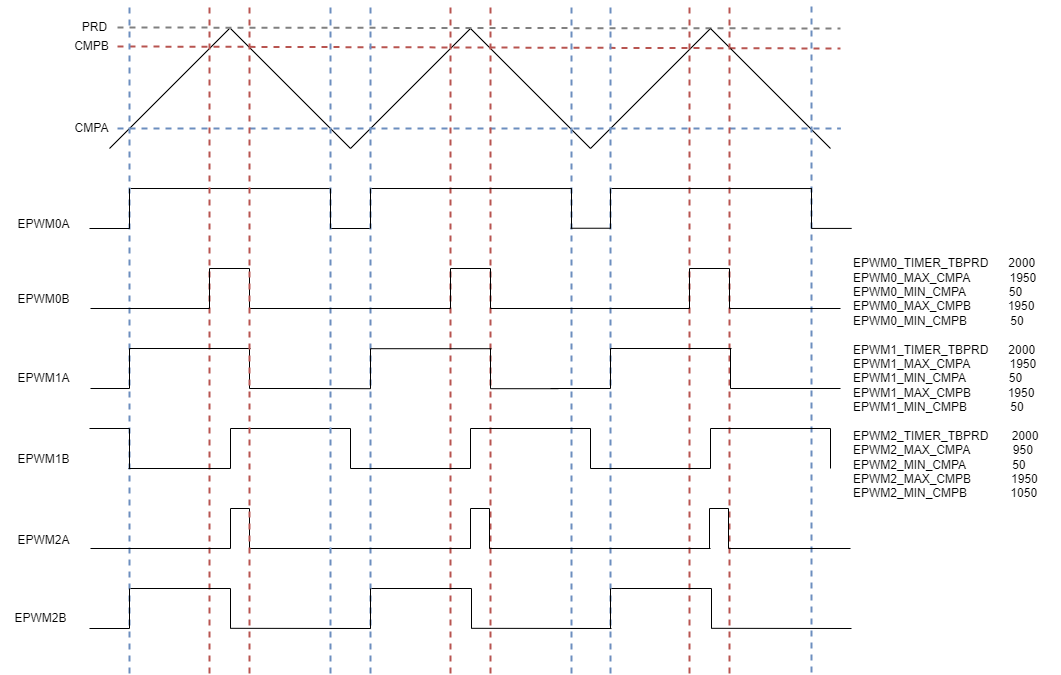 PRD
CMPB
CMPA
EPWM0A
EPWM0B
EPWM1A
EPWM1B
EPWM2A
EPWM2B
EPWM0_TIMER_TBPRD 2000
EPWM0_MAX_CMPA 1950
EPWM0_MIN_CMPA 50
EPWM0_MAX_CMPB 1950
EPWM0_MIN_CMPB 50
EPWM1_TIMER_TBPRD 2000
EPWM1_MAX_CMPA 1950
EPWM1_MIN_CMPA 50
EPWM1_MAX_CMPB 1950
EPWM1_MIN_CMPB 50
EPWM2_TIMER_TBPRD 2000
EPWM2_MAX_CMPA 950
EPWM2_MIN_CMPA 50
EPWM2_MAX_CMPB 1950
EPWM2_MIN_CMPB 1050